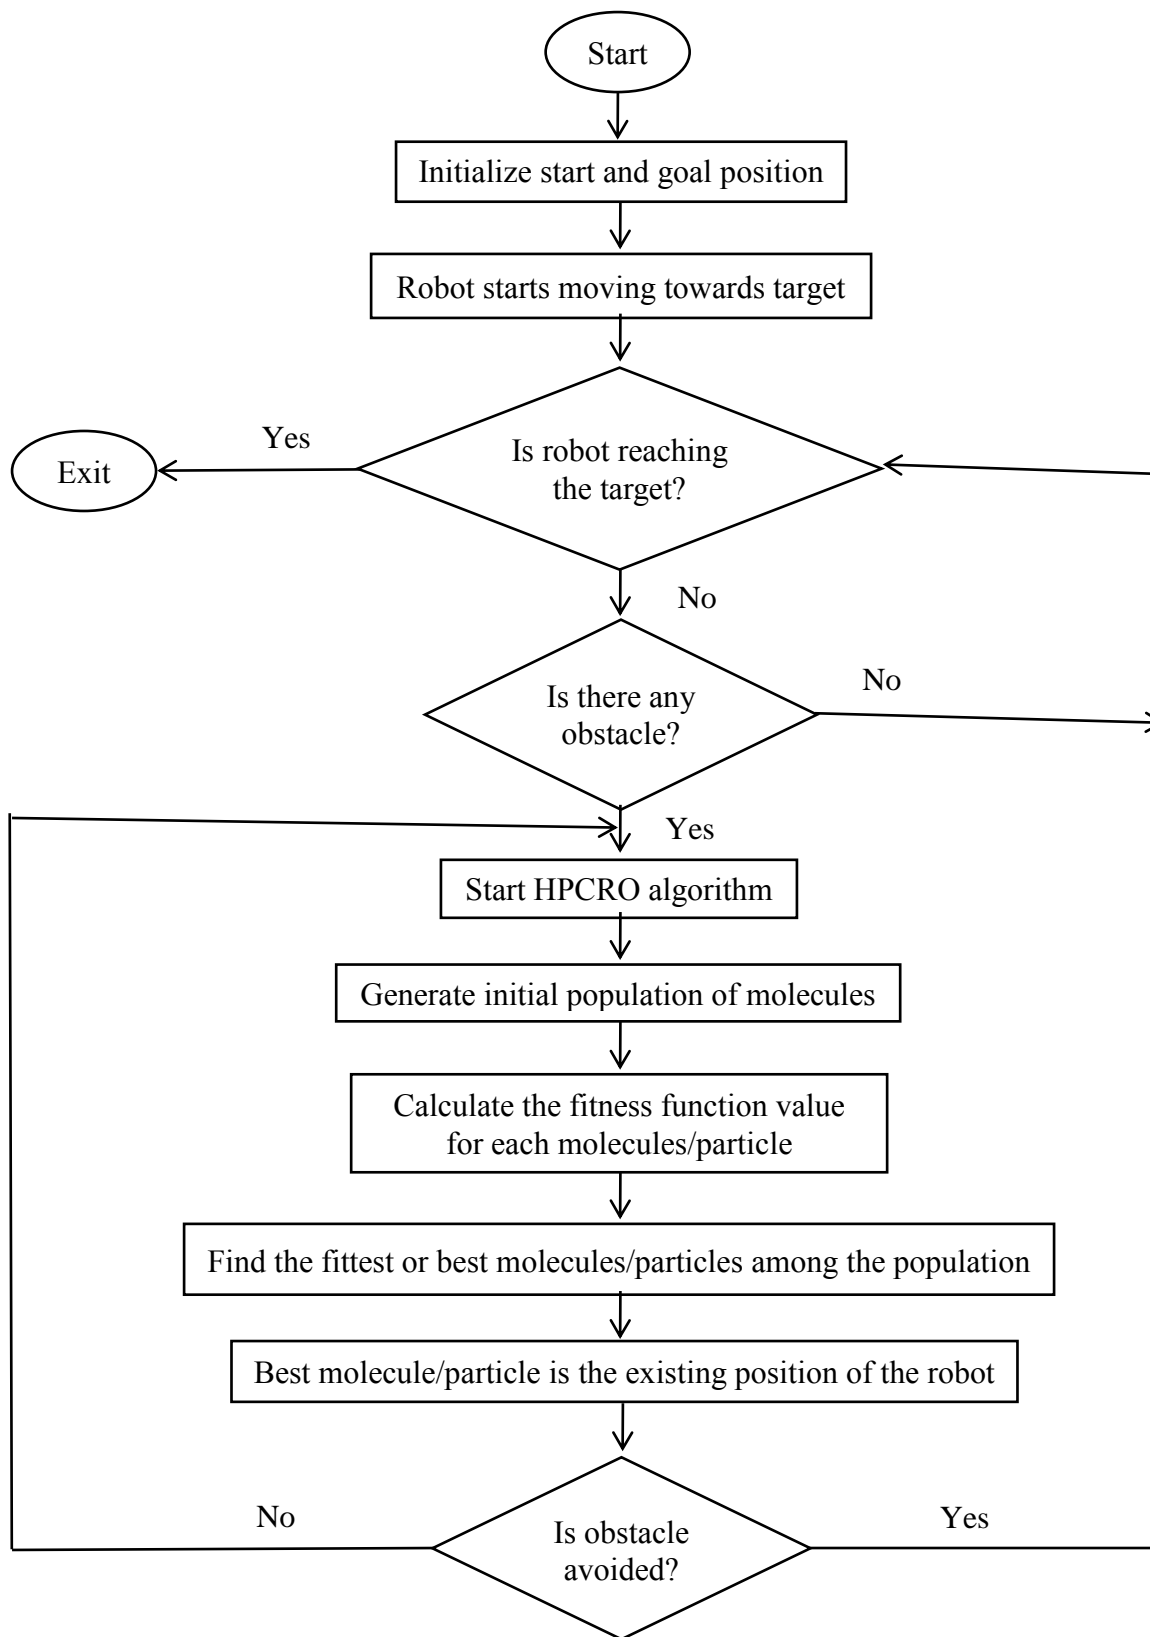 Start
Initialize start and goal position
Robot starts moving towards target
Yes
Is robot reaching
the target?
Exit
No
Is there any
obstacle?
No
Yes
Start HPCRO algorithm
Generate initial population of molecules
Calculate the fitness function value
for each molecules/particle
Find the fittest or best molecules/particles among the population
Best molecule/particle is the existing position of the robot
No
Is obstacle
avoided?
Yes